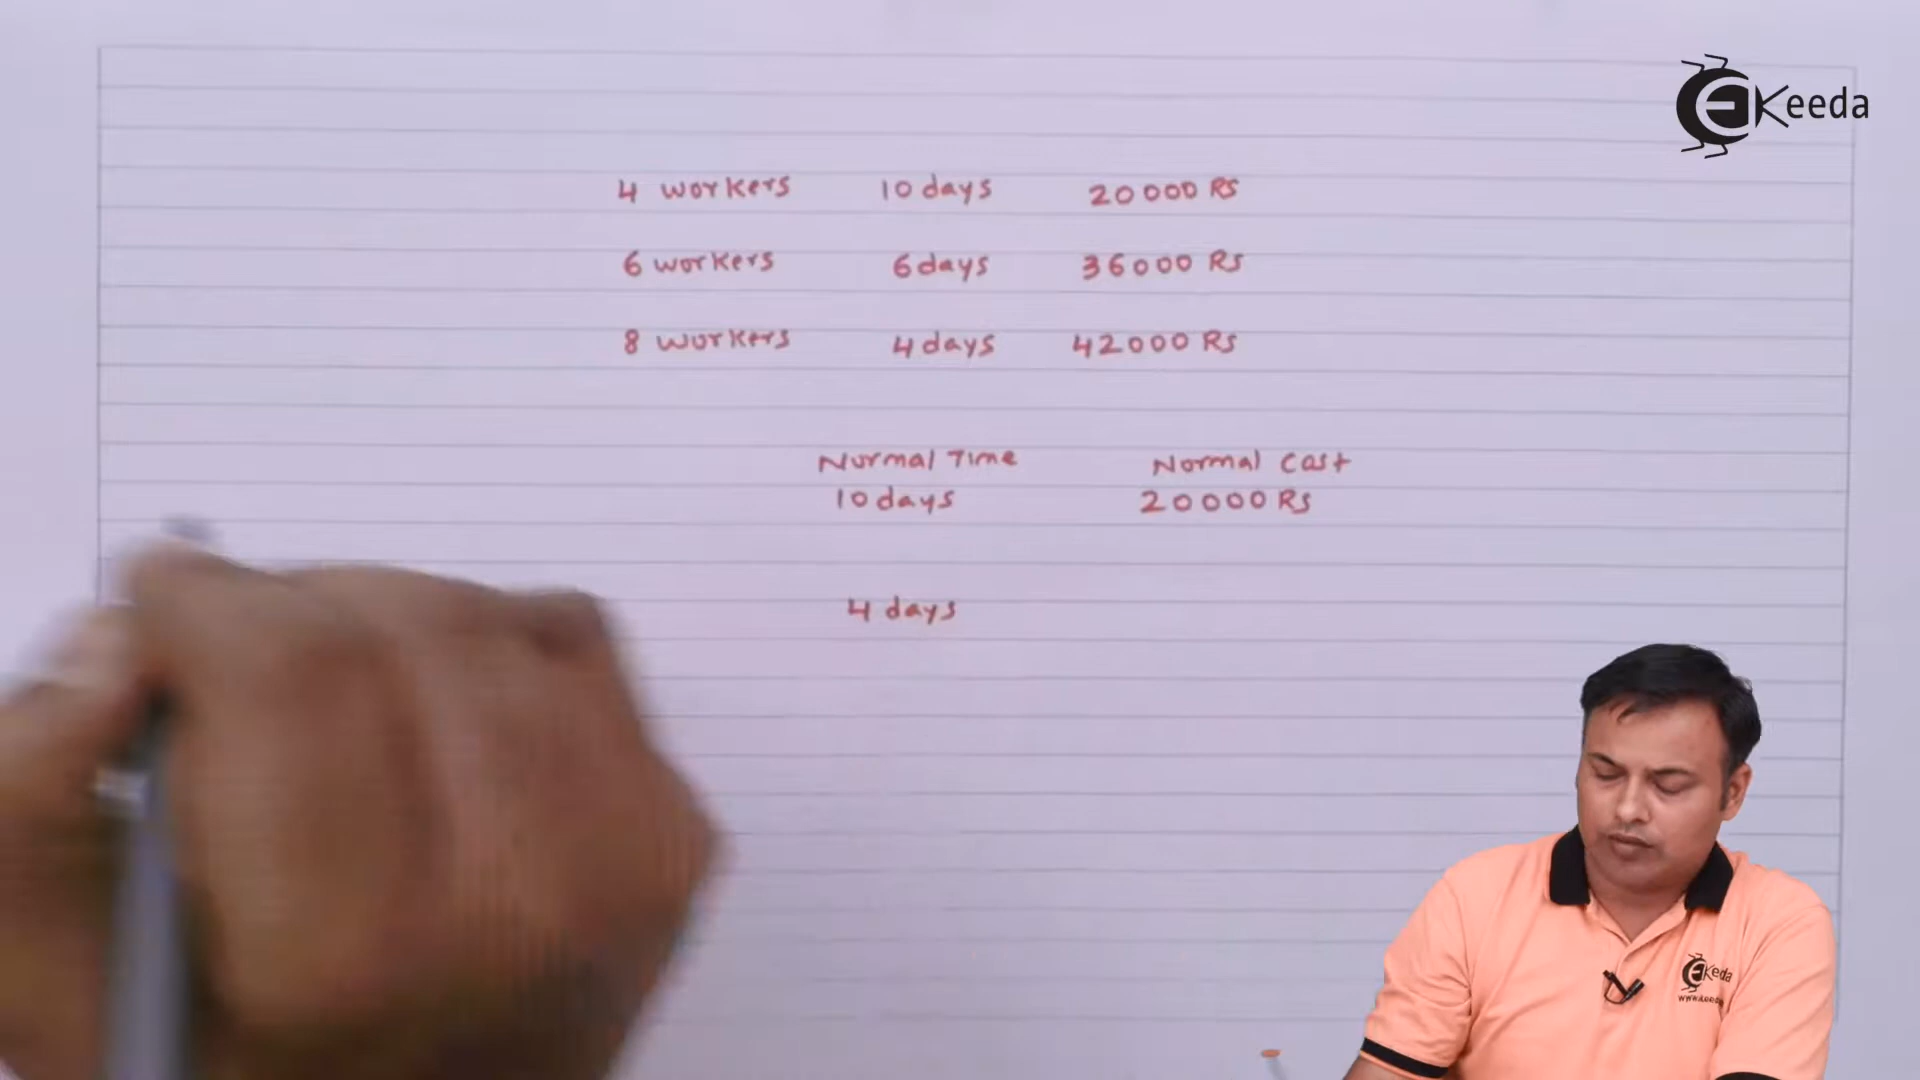 EKeeda
4 workers 10 days 20000 Rs
6 workers 6 days 36000 Rs
8 workers 4 days 42000 Rs
Normal Time Normal Cost
10 days 20000 Rs
4 days
EKeeda